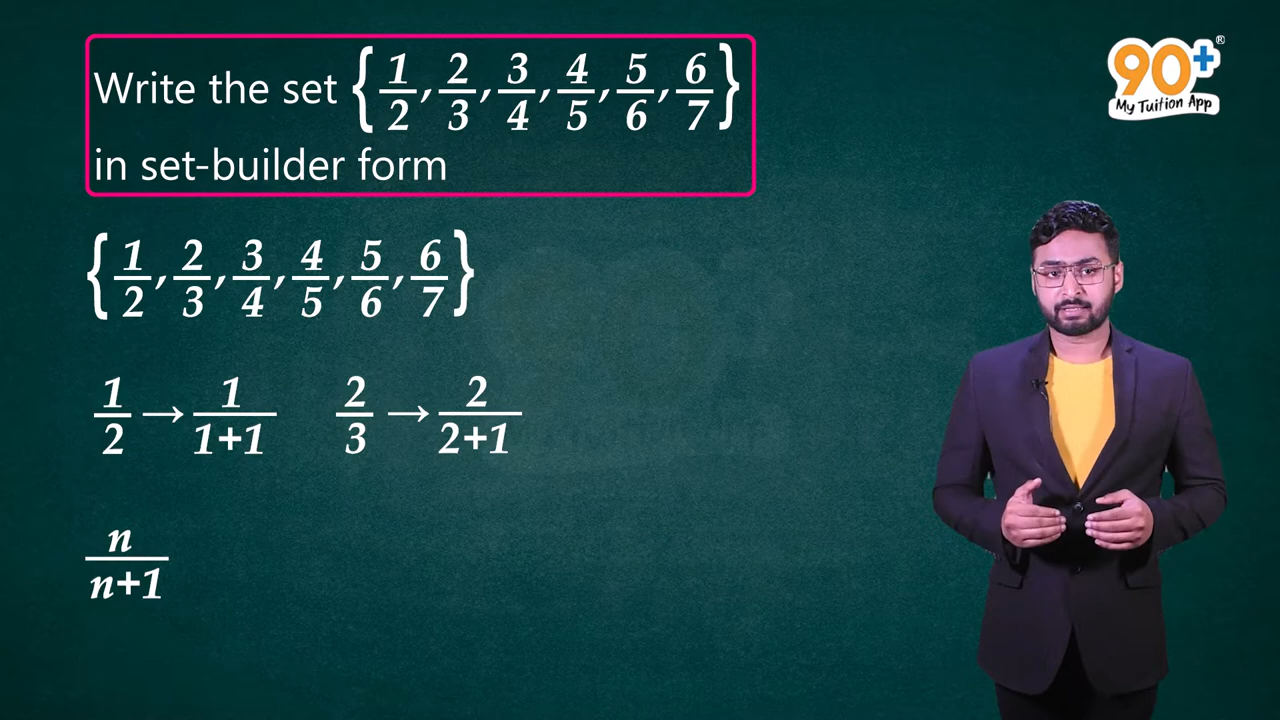 Write the set {1/2, 2/3, 3/4, 4/5, 5/6, 6/7}
in set-builder form
{1/2, 2/3, 3/4, 4/5, 5/6, 6/7}
1/2 → 1/(1+1)   2/3 → 2/(2+1)
n/(n+1)
90+®
My Tuition App